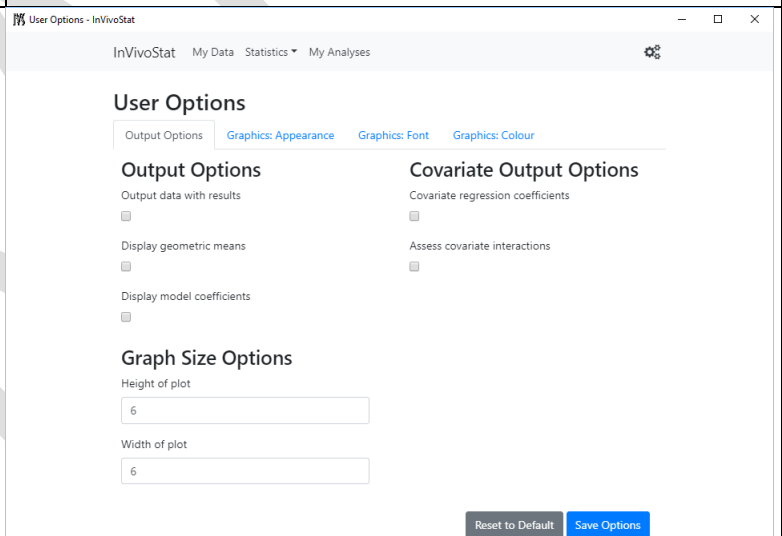 User Options - InVivoStat
InVivoStat My Data Statistics My Analyses
User Options
Output Options Graphics: Appearance Graphics: Font Graphics: Colour
Output Options
Output data with results
Display geometric means
Display model coefficients
Covariate Output Options
Covariate regression coefficients
Assess covariate interactions
Graph Size Options
Height of plot
6
Width of plot
6
Reset to Default Save Options